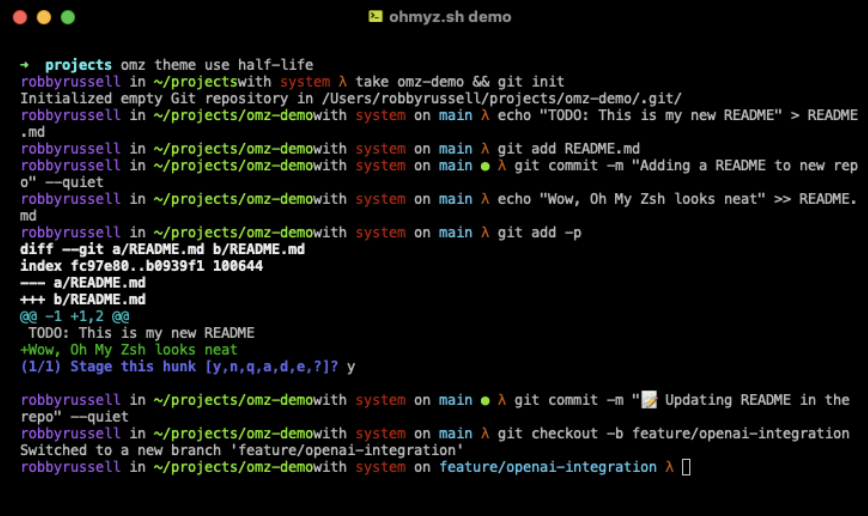 ohmyz.sh demo
➜  projects omz theme use half-life
robbyrussell in ~/projectswith system λ take omz-demo && git init
Initialized empty Git repository in /Users/robbyrussell/projects/omz-demo/.git/
robbyrussell in ~/projects/omz-demowith system on main λ echo "TODO: This is my new README" > README
.md
robbyrussell in ~/projects/omz-demowith system on main λ git add README.md
robbyrussell in ~/projects/omz-demowith system on main ● λ git commit -m "Adding a README to new rep
o" --quiet
robbyrussell in ~/projects/omz-demowith system on main λ echo "Wow, Oh My Zsh looks neat" >> README.
md
robbyrussell in ~/projects/omz-demowith system on main λ git add -p
diff --git a/README.md b/README.md
index fc97e80..b0939f1 100644
--- a/README.md
+++ b/README.md
@@ -1 +1,2 @@
 TODO: This is my new README
+Wow, Oh My Zsh looks neat
(1/1) Stage this hunk [y,n,q,a,d,e,?]? y
robbyrussell in ~/projects/omz-demowith system on main ● λ git commit -m "📝 Updating README in the
repo" --quiet
robbyrussell in ~/projects/omz-demowith system on main λ git checkout -b feature/openai-integration
Switched to a new branch 'feature/openai-integration'
robbyrussell in ~/projects/omz-demowith system on feature/openai-integration λ